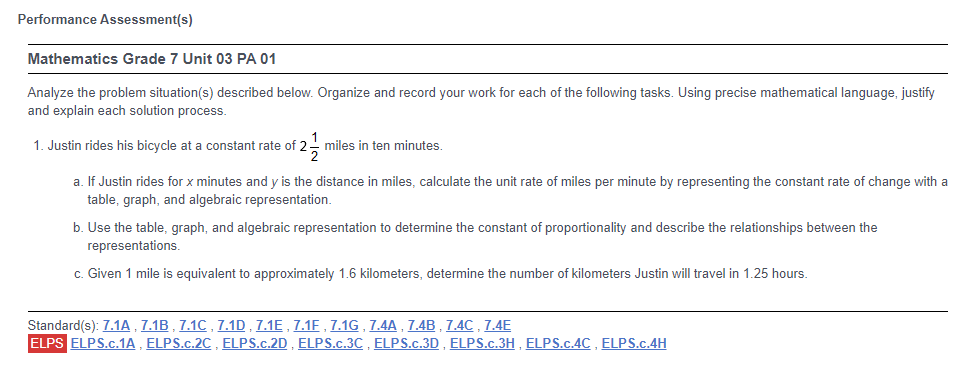 Performance Assessment(s)
Mathematics Grade 7 Unit 03 PA 01
Analyze the problem situation(s) described below. Organize and record your work for each of the following tasks. Using precise mathematical language, justify
and explain each solution process.
1. Justin rides his bicycle at a constant rate of 2 1/2 miles in ten minutes.
a. If Justin rides for x minutes and y is the distance in miles, calculate the unit rate of miles per minute by representing the constant rate of change with a
table, graph, and algebraic representation.
b. Use the table, graph, and algebraic representation to determine the constant of proportionality and describe the relationships between the
representations.
c. Given 1 mile is equivalent to approximately 1.6 kilometers, determine the number of kilometers Justin will travel in 1.25 hours.
Standard(s): 7.1A , 7.1B , 7.1C , 7.1D , 7.1E , 7.1F , 7.1G , 7.4A , 7.4B , 7.4C , 7.4E
ELPS ELPS.c.1A , ELPS.c.2C , ELPS.c.2D , ELPS.c.3C , ELPS.c.3D , ELPS.c.3H , ELPS.c.4C , ELPS.c.4H